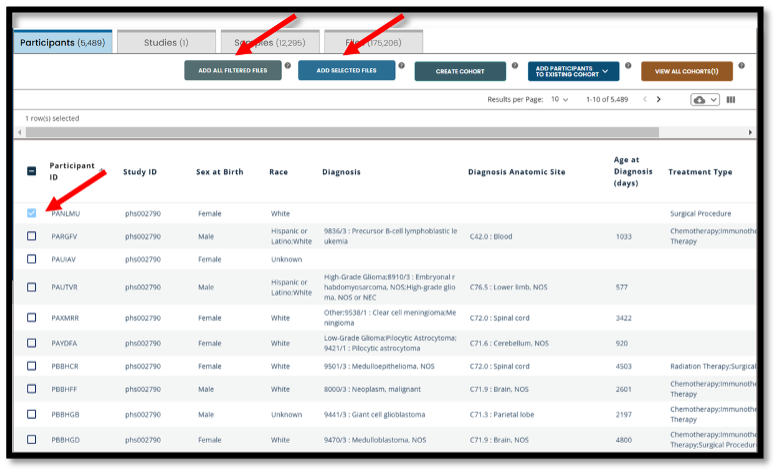 Participants (5,489) Studies (1) Samples (12,295) Files (175,206)
ADD ALL FILTERED FILES ? ADD SELECTED FILES ? CREATE COHORT ? ADD PARTICIPANTS TO EXISTING COHORT ? VIEW ALL COHORTS(1) ?
Results per Page: 10 1-10 of 5,489
1 row(s) selected
Participant ID Study ID Sex at Birth Race Diagnosis Diagnosis Anatomic Site Age at Diagnosis (days) Treatment Type
PANLMU phs002790 Female White Surgical Procedure
PARGFV phs002790 Male Hispanic or Latino;White 9836/3 : Precursor B-cell lymphoblastic leukemia C42.0 : Blood 1033 Chemotherapy;Immunothe Therapy
PAUIAV phs002790 Female Unknown
PAUTVR phs002790 Male Hispanic or Latino;White High-Grade Glioma;8910/3 : Embryonal rhabdomyosarcoma, NOS;High-grade glioma, NOS or NEC C76.5 : Lower limb, NOS 577
PAXMRR phs002790 Female White Other;9538/1 : Clear cell meningioma;Meningioma C72.0 : Spinal cord 3422
PAYDFA phs002790 Female White Low-Grade Glioma;Pilocytic Astrocytoma;9421/1 : Pilocytic astrocytoma C71.6 : Cerebellum, NOS 920
PBBHCR phs002790 Female White 9501/3 : Medulloepithelioma, NOS C72.0 : Spinal cord 4503 Radiation Therapy;Surgical
PBBHFF phs002790 Male White 8000/3 : Neoplasm, malignant C71.9 : Brain, NOS 2601 Chemotherapy;Immunothe Therapy
PBBHGB phs002790 Male Unknown 9441/3 : Giant cell glioblastoma C71.3 : Parietal lobe 2197 Chemotherapy;Immunothe Therapy
PBBHGD phs002790 Female White 9470/3 : Medulloblastoma, NOS C71.9 : Brain, NOS 4800 Chemotherapy;Immunothe Therapy;Surgical Procedur